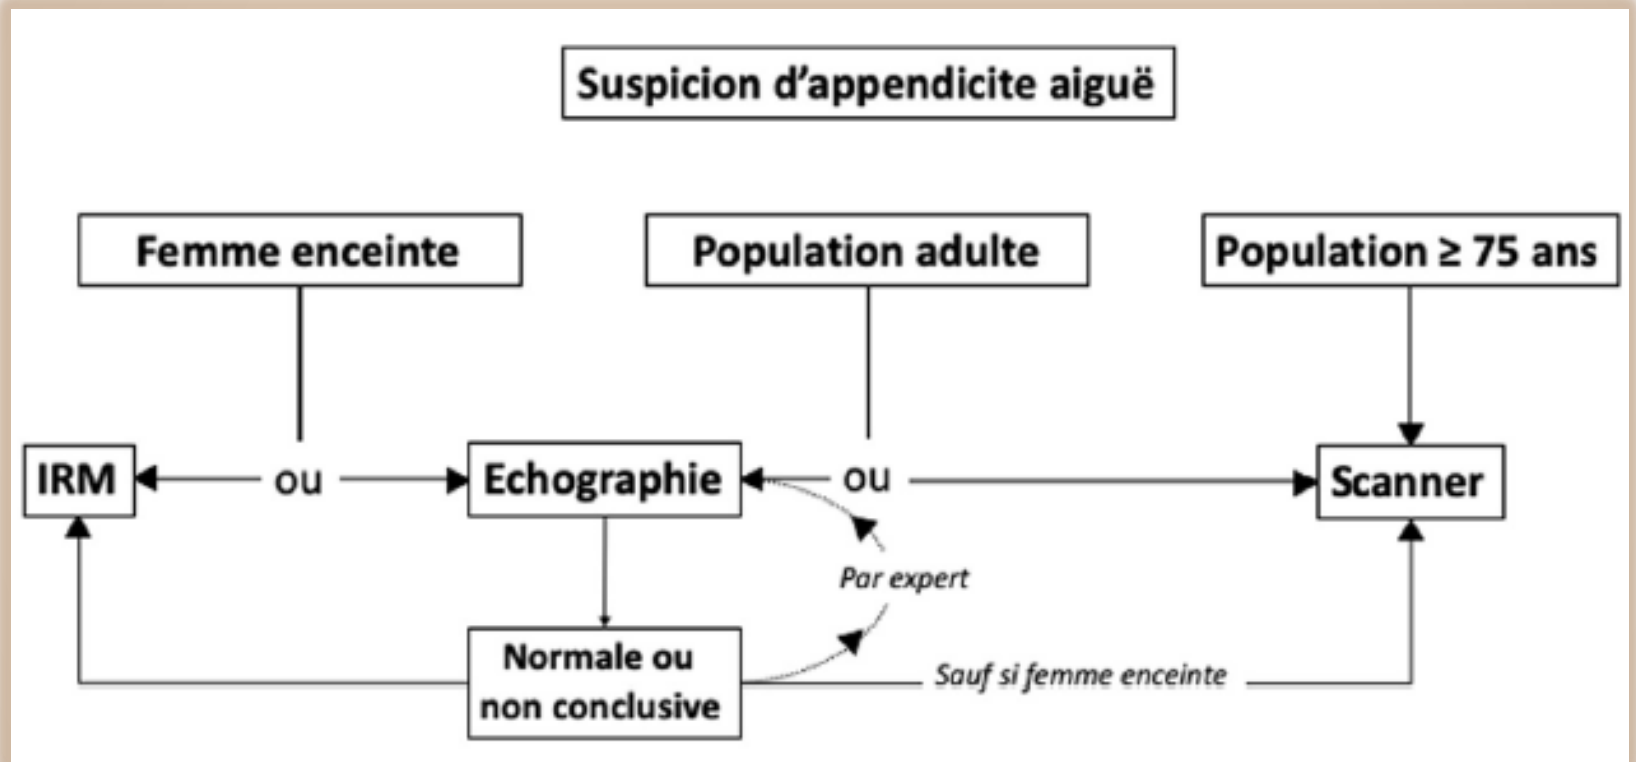 Suspicion d’appendicite aiguë
Femme enceinte
Population adulte
Population ≥ 75 ans
IRM
ou
Echographie
ou
Scanner
Par expert
Normale ou
non conclusive
Sauf si femme enceinte